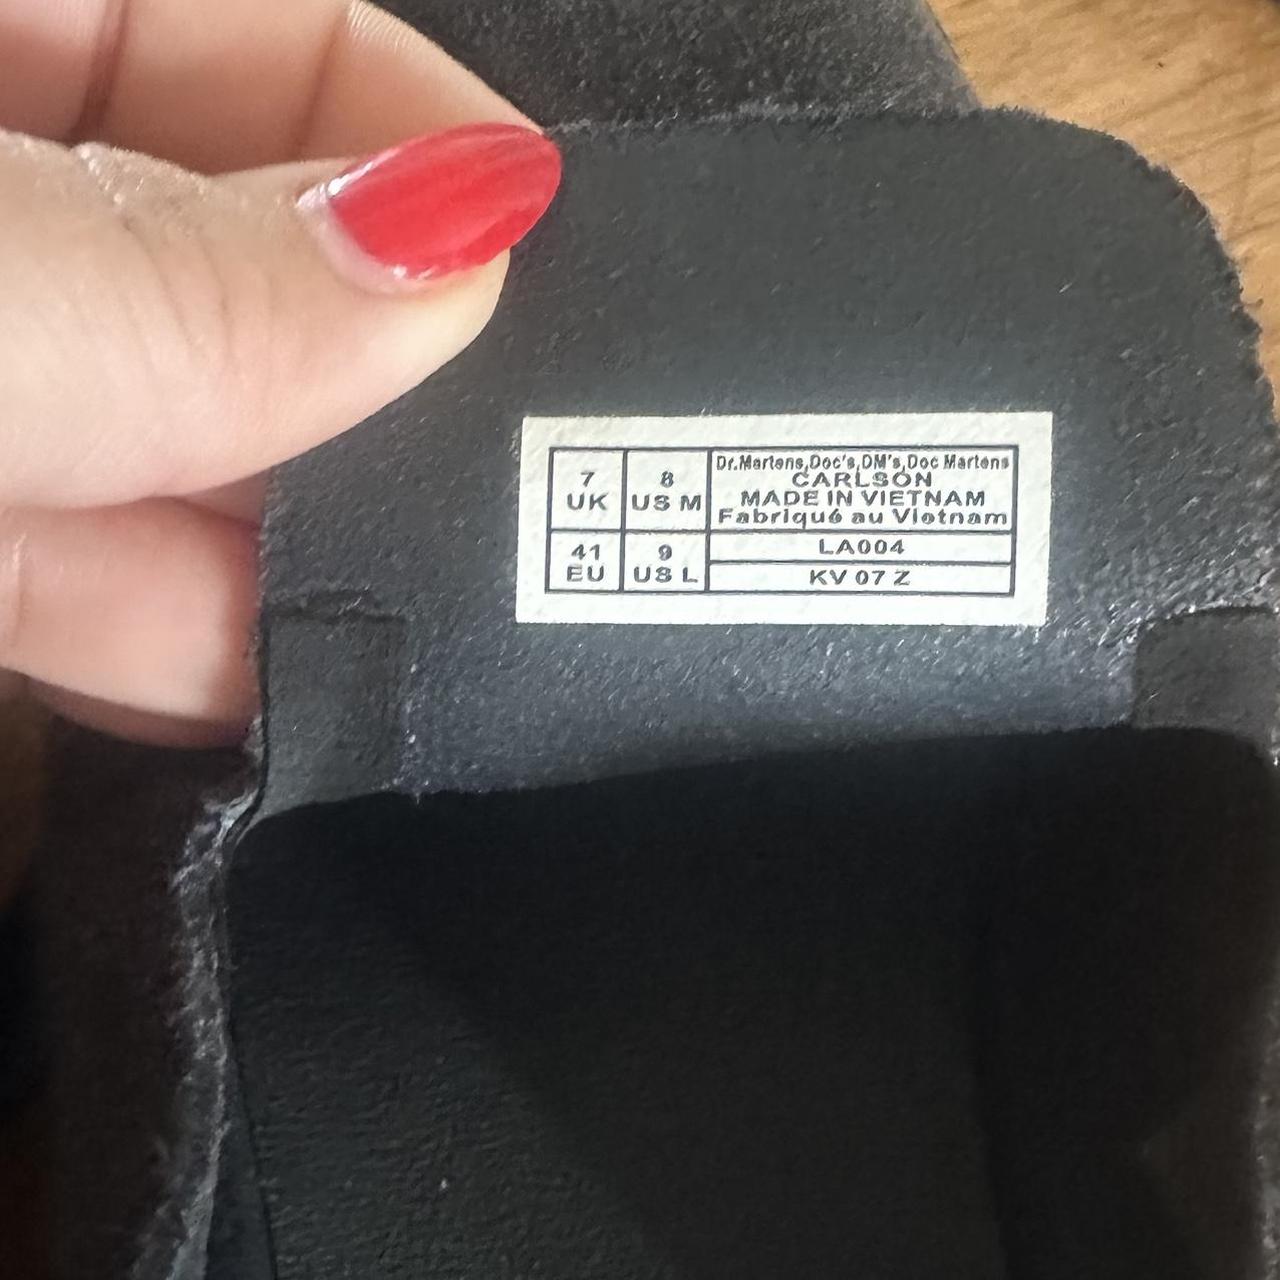 7
UK
8
US M
Dr.Martens,Doc's,DM's,Doc Martens
CARLSON
MADE IN VIETNAM
Fabriqué au Vietnam
41
EU
9
US L
LA004
KV 07 Z